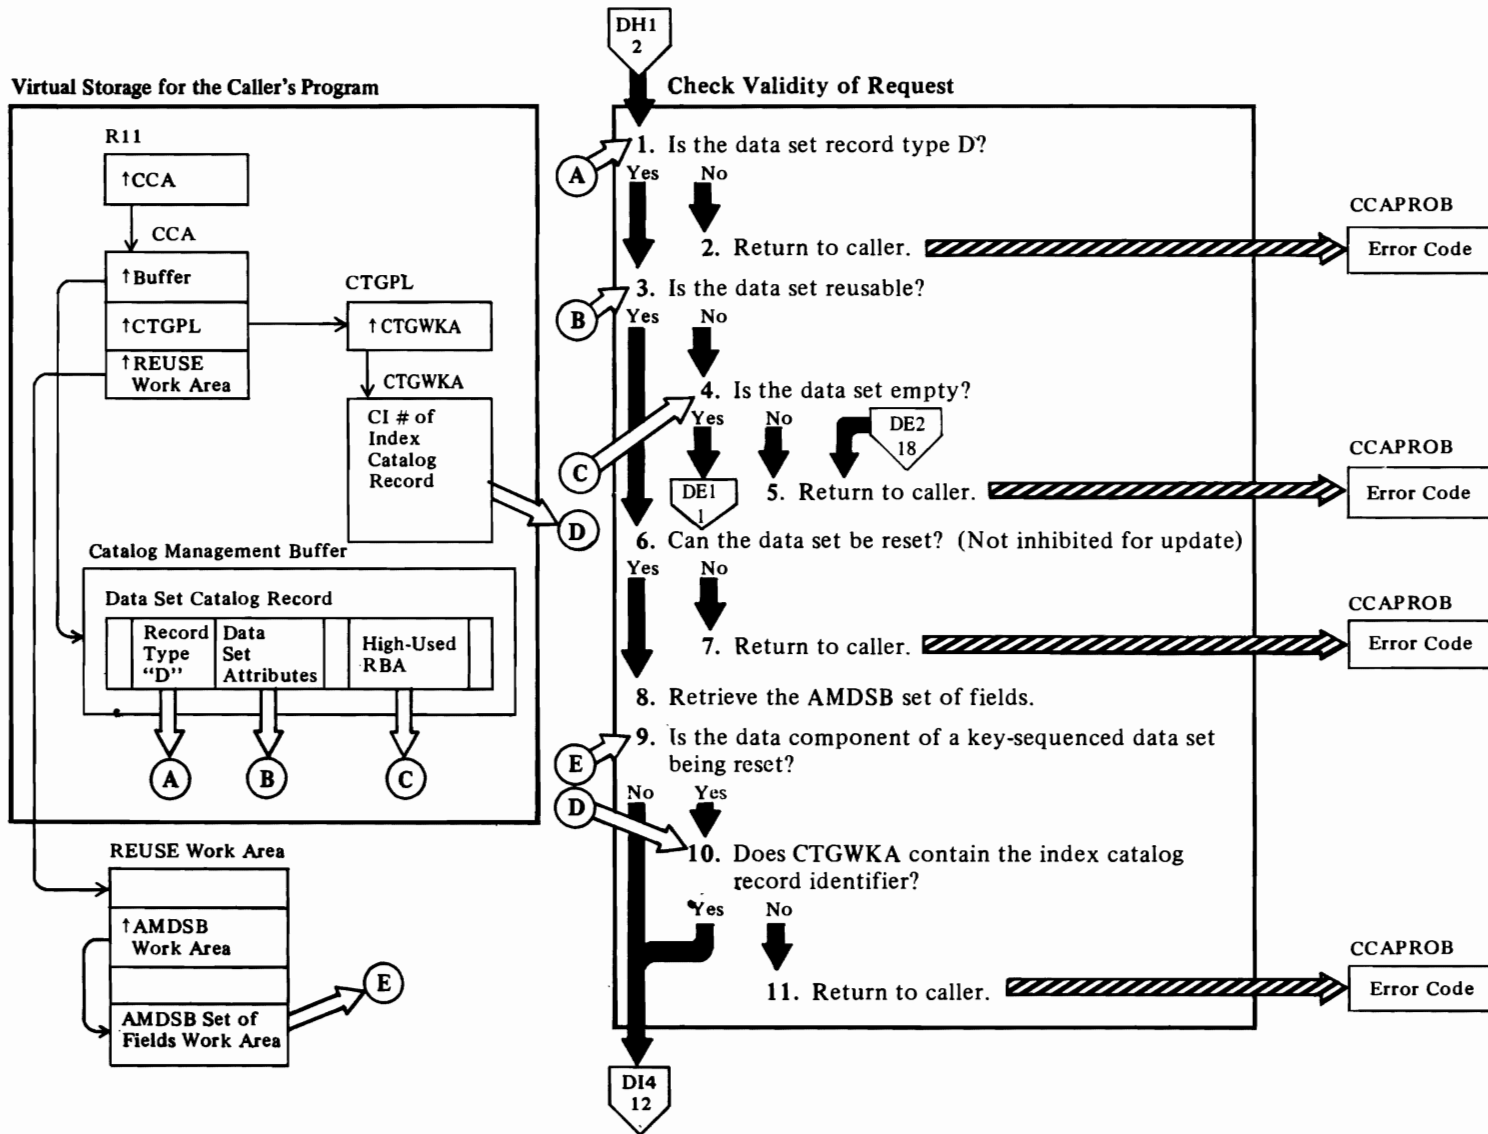 DH1
2
Virtual Storage for the Caller's Program
R11
↑CCA
CCA
↑Buffer
↑CTGPL
↑REUSE
Work Area
CTGPL
↑CTGWKA
CTGWKA
CI # of
Index
Catalog
Record
D
Catalog Management Buffer
Data Set Catalog Record
Record
Type
“D”
Data
Set
Attributes
High-Used
RBA
A
B
C
REUSE Work Area
↑AMDSB
Work Area
AMDSB Set of
Fields Work Area
E
Check Validity of Request
A
1. Is the data set record type D?
Yes No
2. Return to caller.
CCAPROB
Error Code
B
3. Is the data set reusable?
Yes No
C
4. Is the data set empty?
Yes No
DE2
18
DE1
1
5. Return to caller.
CCAPROB
Error Code
6. Can the data set be reset? (Not inhibited for update)
Yes No
7. Return to caller.
CCAPROB
Error Code
8. Retrieve the AMDSB set of fields.
E
9. Is the data component of a key-sequenced data set
being reset?
D
No Yes
10. Does CTGWKA contain the index catalog
record identifier?
Yes No
11. Return to caller.
CCAPROB
Error Code
DI4
12